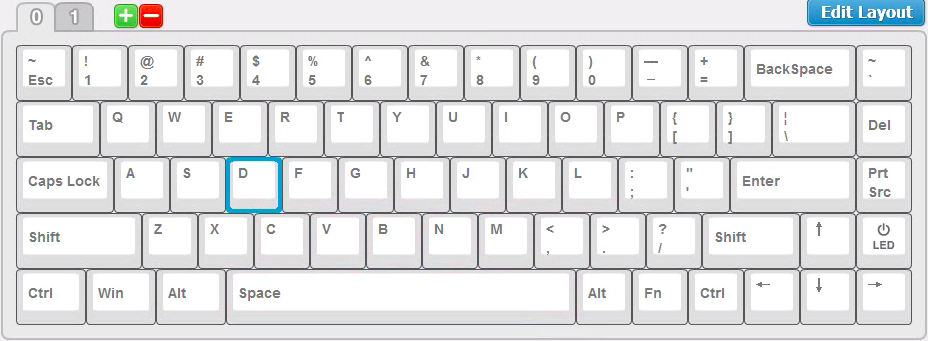 0 1 + − Edit Layout
~ ! @ # $ % ^ & * ( ) — + BackSpace ~
Esc 1 2 3 4 5 6 7 8 9 0 – = `
Tab Q W E R T Y U I O P { } ¦ Del
[ ] \
Caps Lock A S D F G H J K L : " Enter Prt
; ' Src
Shift Z X C V B N M < > ? Shift ↑
, . / LED
Ctrl Win Alt Space Alt Fn Ctrl ← ↓ →